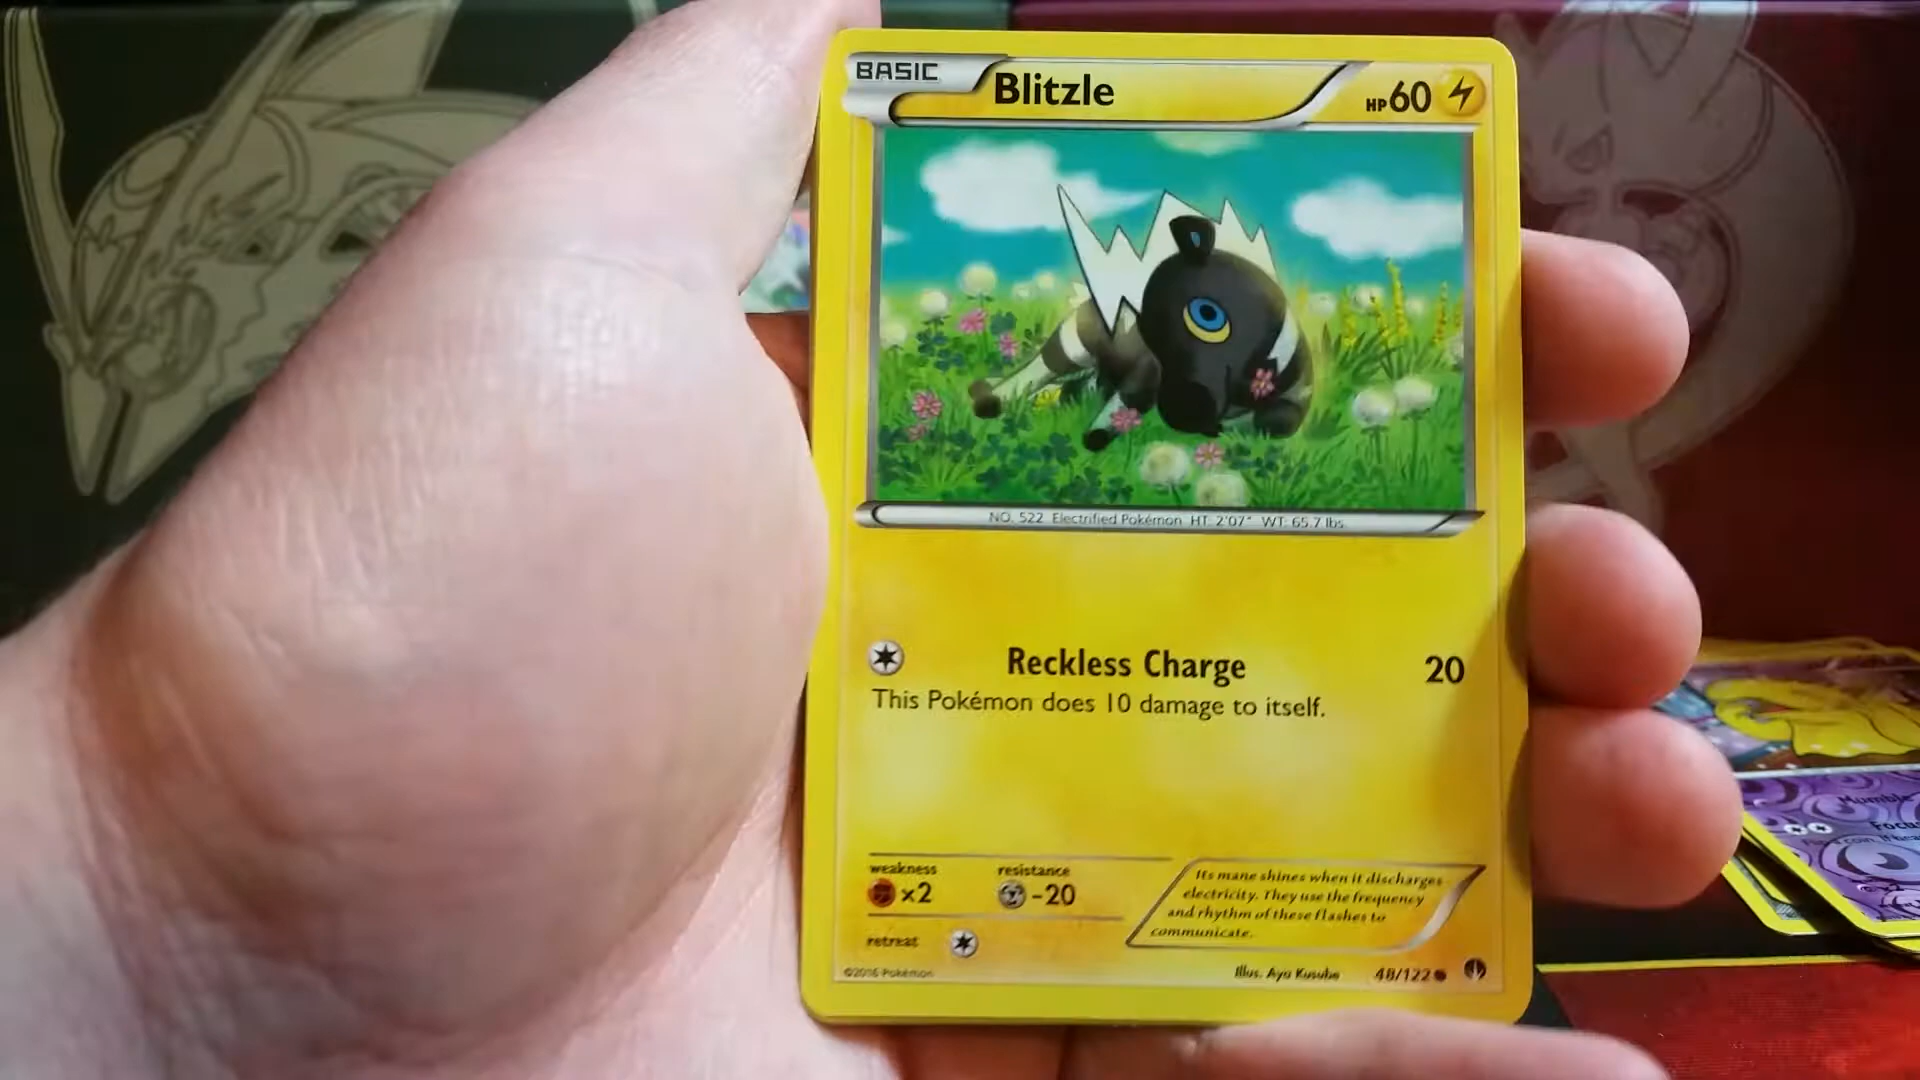 BASIC
Blitzle
HP60
NO. 522 Electrified Pokémon HT: 2'07" WT: 65.7 lbs.
Reckless Charge 20
This Pokémon does 10 damage to itself.
weakness resistance
×2 -20
retreat
Its mane shines when it discharges
electricity. They use the frequency
and rhythm of these flashes to
communicate.
©2016 Pokémon Illus. Aya Kusube 48/122
Mumble